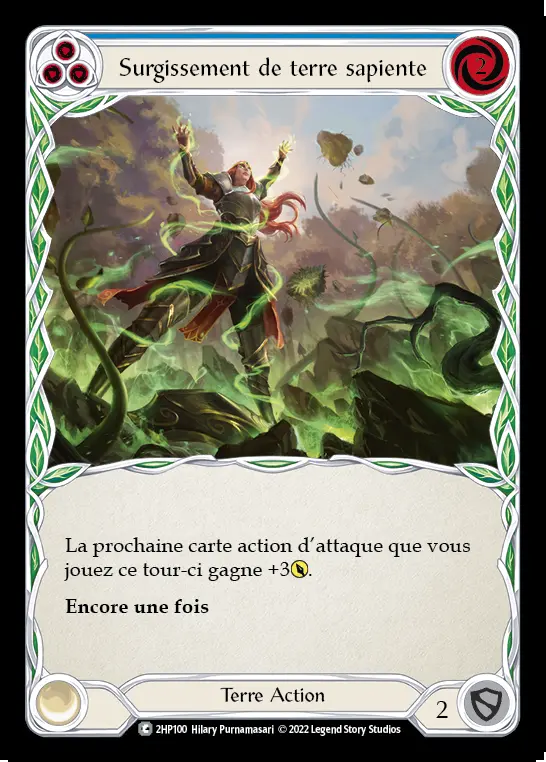 Surgissement de terre sapiente
2
La prochaine carte action d'attaque que vous
jouez ce tour-ci gagne +3.
Encore une fois
Terre Action
2
C 2HP100 Hilary Purnamasari © 2022 Legend Story Studios